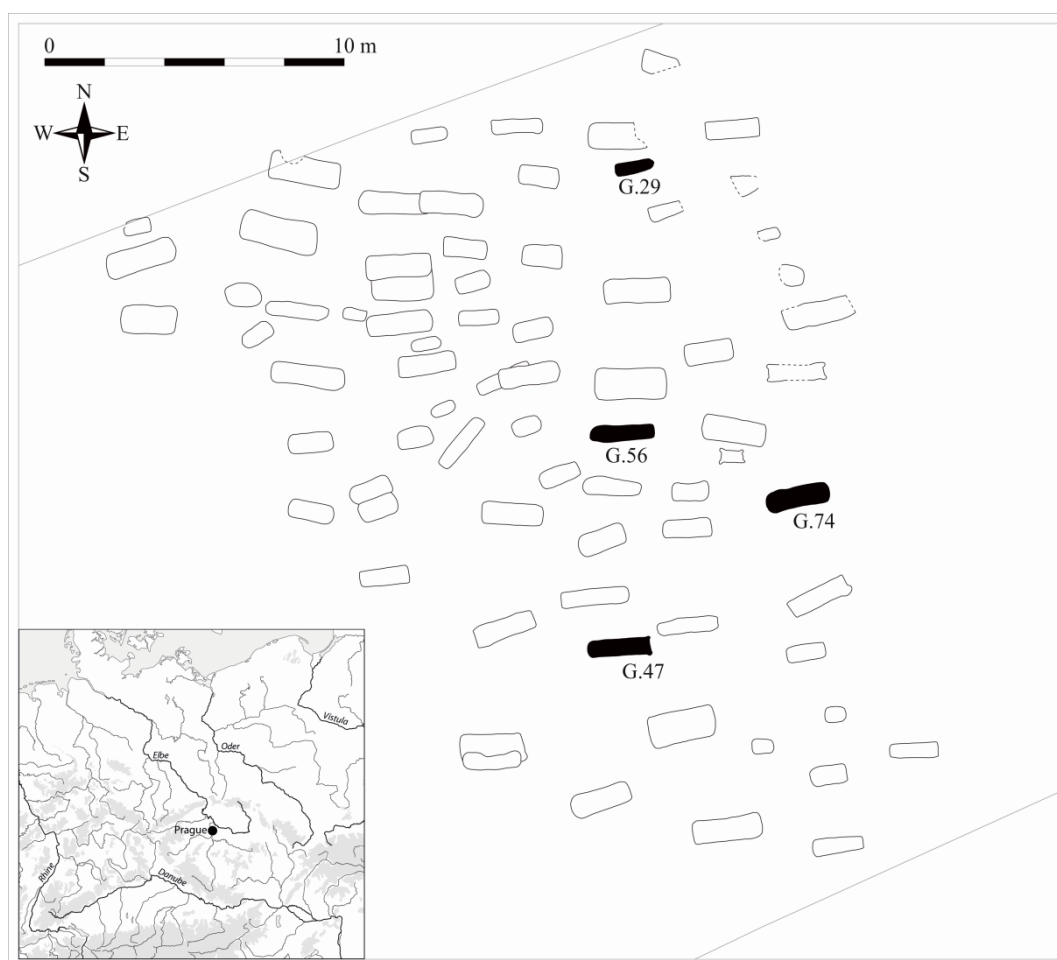 0 10 m
N
W E
S
G.29
G.56
G.74
G.47
Vistula
Oder
Elbe
Prague
Rhine
Danube